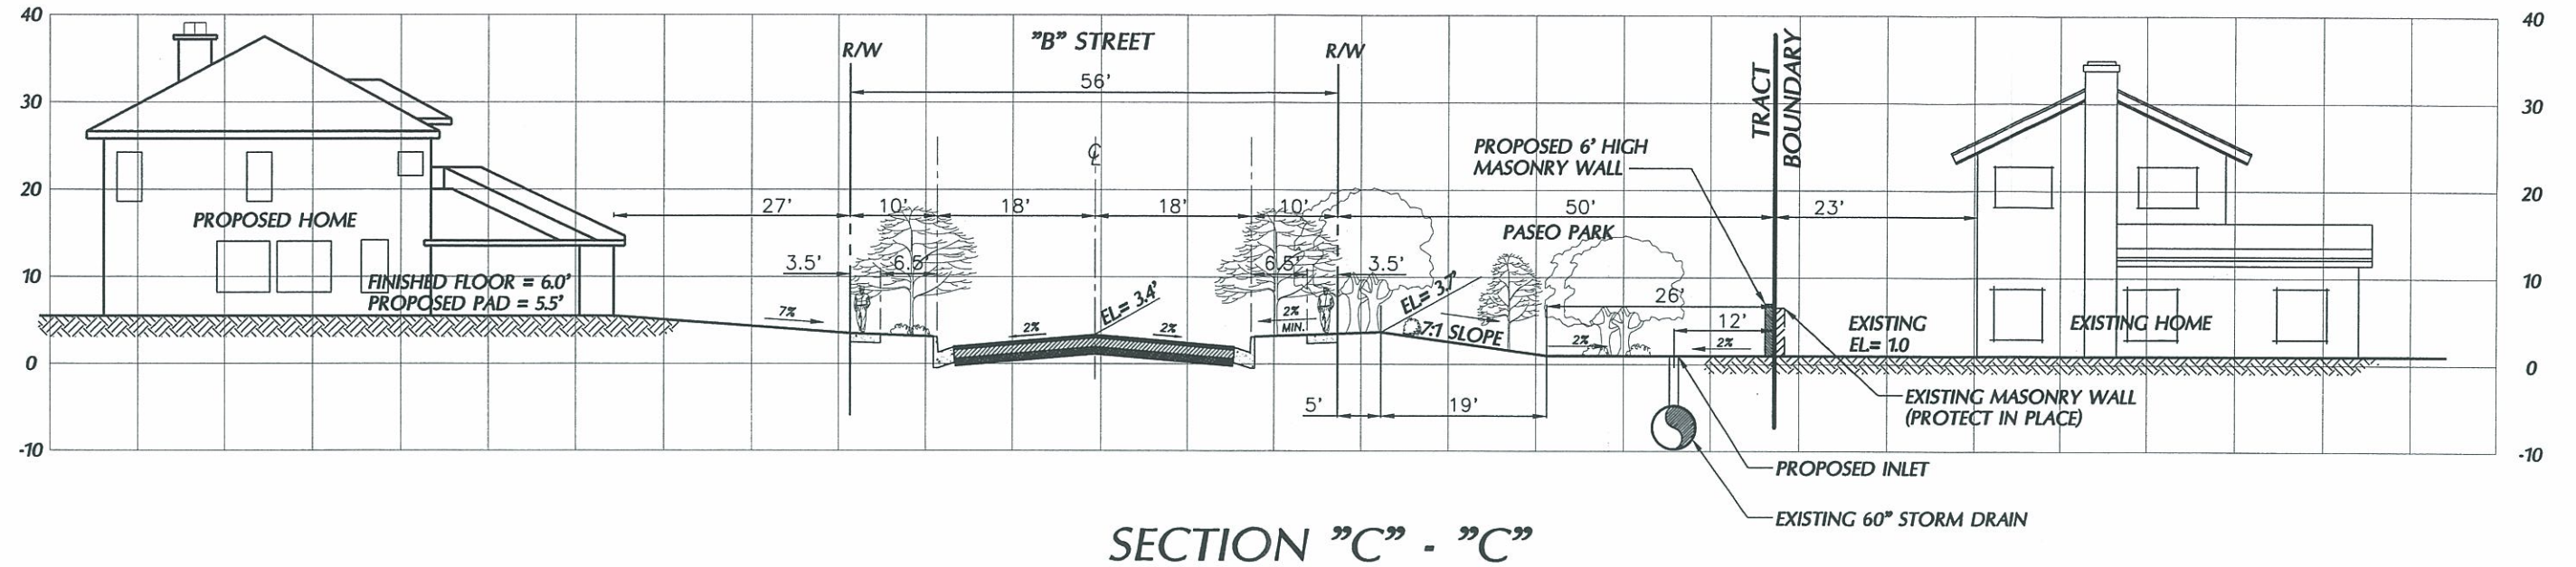 40
30
20
10
0
-10
"B" STREET
R/W
R/W
56'
℄
TRACT
BOUNDARY
PROPOSED 6' HIGH
MASONRY WALL
PROPOSED HOME
27'
10'
18'
18'
10'
50'
23'
PASEO PARK
3.5'
6.5'
6.5'
3.5'
FINISHED FLOOR = 6.0'
PROPOSED PAD = 5.5'
7%
2%
EL= 3.4'
2%
2%
MIN.
EL= 3.7'
7:1 SLOPE
26'
12'
2%
2%
EXISTING
EL= 1.0
EXISTING HOME
5'
19'
EXISTING MASONRY WALL
(PROTECT IN PLACE)
PROPOSED INLET
EXISTING 60" STORM DRAIN
40
30
20
10
0
-10
SECTION "C" - "C"